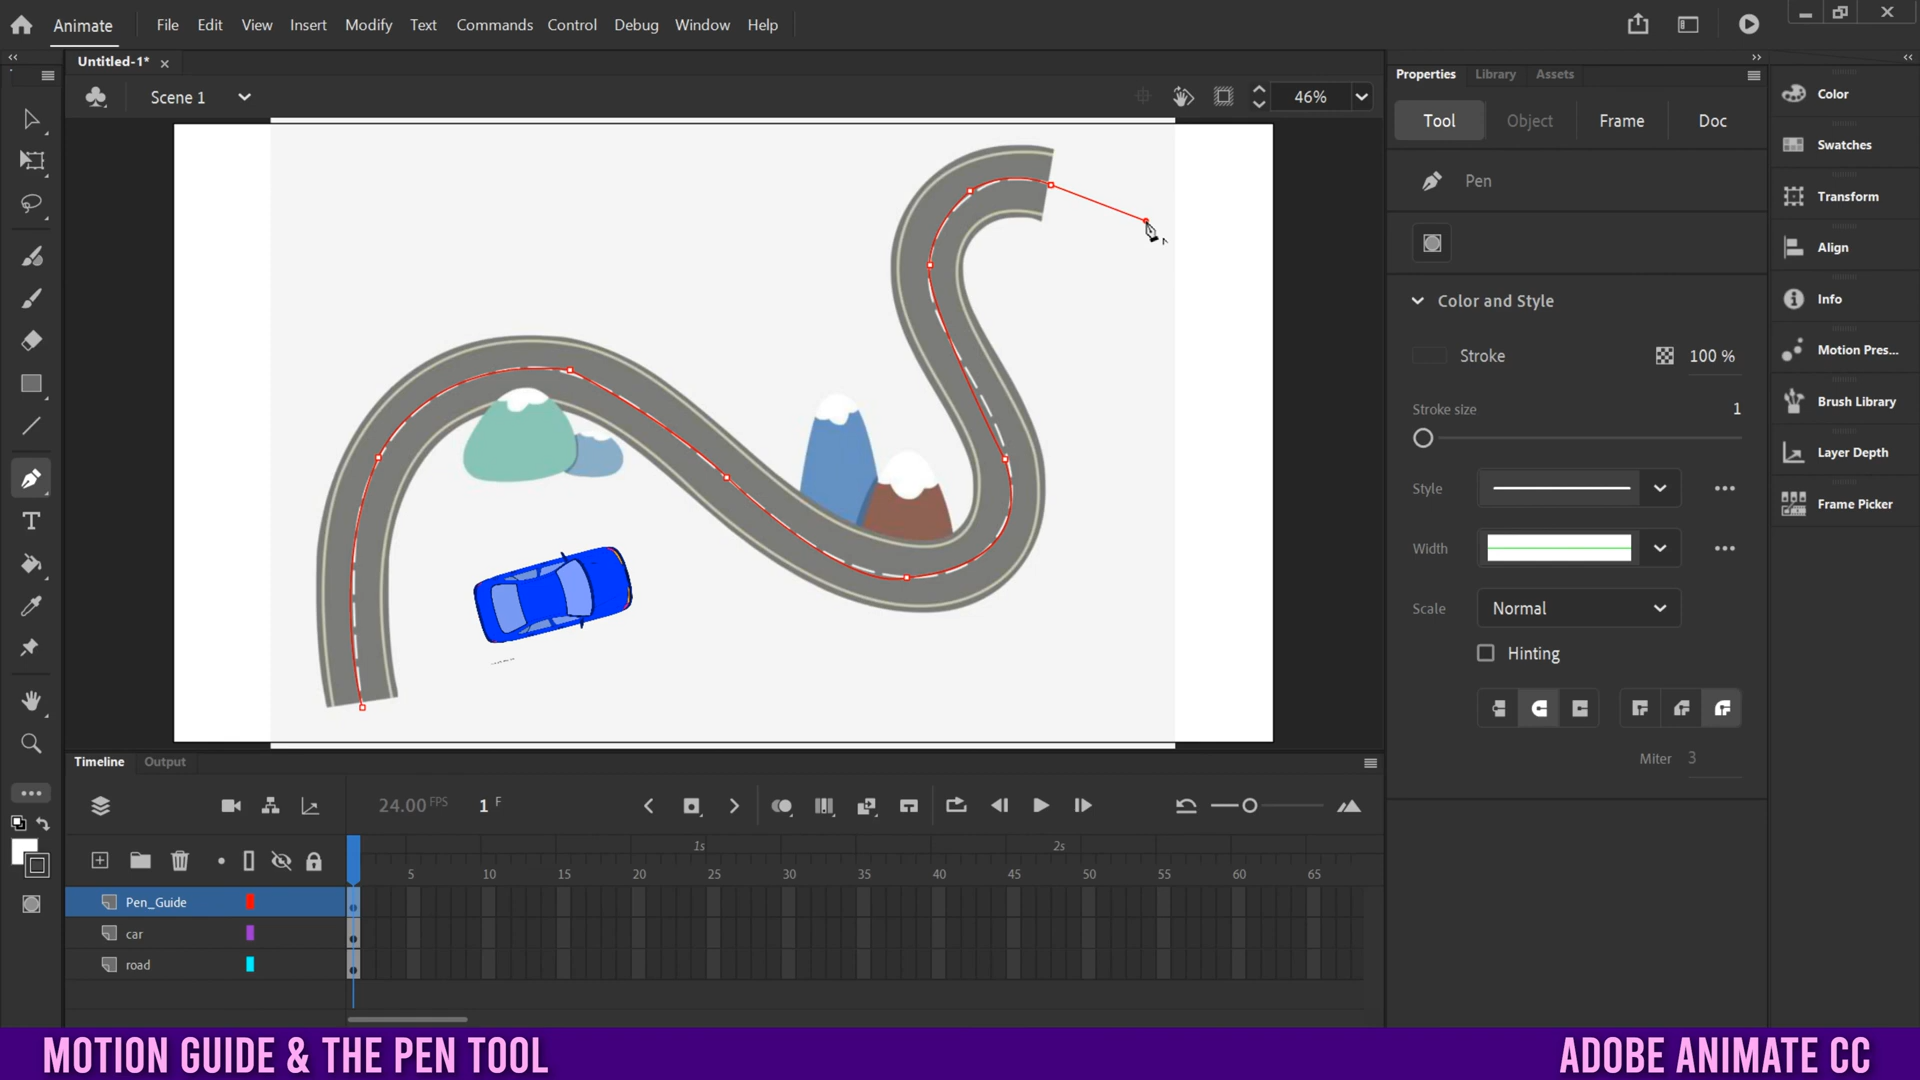 Animate File Edit View Insert Modify Text Commands Control Debug Window Help
Untitled-1*
Scene 1 46%
Properties Library Assets
Tool Object Frame Doc
Pen
Color and Style
Stroke 100 %
Stroke size 1
Style
Width
Scale Normal
Hinting
Miter 3
Color
Swatches
Transform
Align
Info
Motion Pres...
Brush Library
Layer Depth
Frame Picker
Timeline Output
24.00 FPS 1 F
1s 2s
5 10 15 20 25 30 35 40 45 50 55 60 65
Pen_Guide
car
road
MOTION GUIDE & THE PEN TOOL ADOBE ANIMATE CC